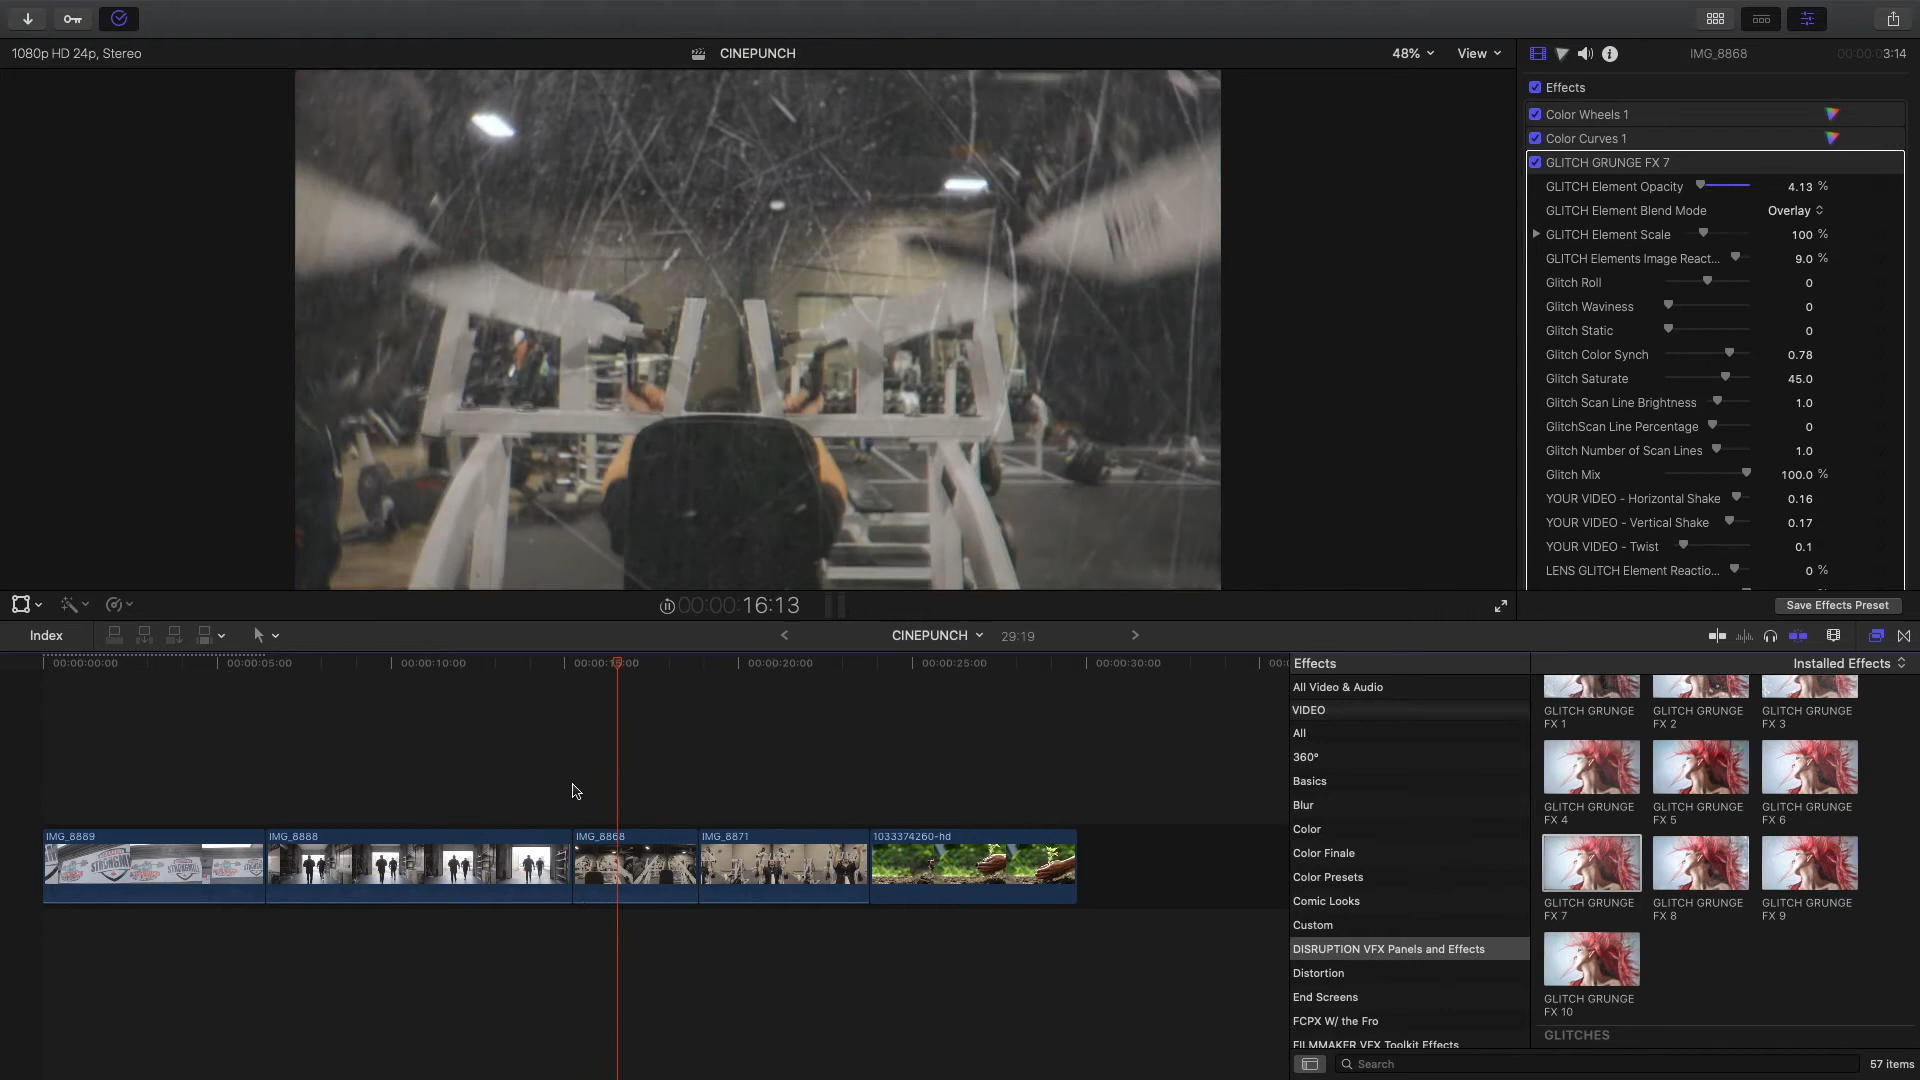 1080p HD 24p, Stereo
CINEPUNCH
48%
View
IMG_8868
00:00:03:14
Effects
Color Wheels 1
Color Curves 1
GLITCH GRUNGE FX 7
GLITCH Element Opacity 4.13 %
GLITCH Element Blend Mode Overlay
GLITCH Element Scale 100 %
GLITCH Elements Image React... 9.0 %
Glitch Roll 0
Glitch Waviness 0
Glitch Static 0
Glitch Color Synch 0.78
Glitch Saturate 45.0
Glitch Scan Line Brightness 1.0
GlitchScan Line Percentage 0
Glitch Number of Scan Lines 1.0
Glitch Mix 100.0 %
YOUR VIDEO - Horizontal Shake 0.16
YOUR VIDEO - Vertical Shake 0.17
YOUR VIDEO - Twist 0.1
LENS GLITCH Element Reactio... 0 %
00:00:16:13
Save Effects Preset
Index
CINEPUNCH
29:19
00:00:00:00 00:00:05:00 00:00:10:00 00:00:15:00 00:00:20:00 00:00:25:00 00:00:30:00
IMG_8889
IMG_8888
IMG_8868
IMG_8871
1033374260-hd
Effects
Installed Effects
All Video & Audio
VIDEO
All
360°
Basics
Blur
Color
Color Finale
Color Presets
Comic Looks
Custom
DISRUPTION VFX Panels and Effects
Distortion
End Screens
FCPX W/ the Fro
FILMMAKER VFX Toolkit Effects
GLITCH GRUNGE
FX 1
GLITCH GRUNGE
FX 2
GLITCH GRUNGE
FX 3
GLITCH GRUNGE
FX 4
GLITCH GRUNGE
FX 5
GLITCH GRUNGE
FX 6
GLITCH GRUNGE
FX 7
GLITCH GRUNGE
FX 8
GLITCH GRUNGE
FX 9
GLITCH GRUNGE
FX 10
GLITCHES
Search
57 items